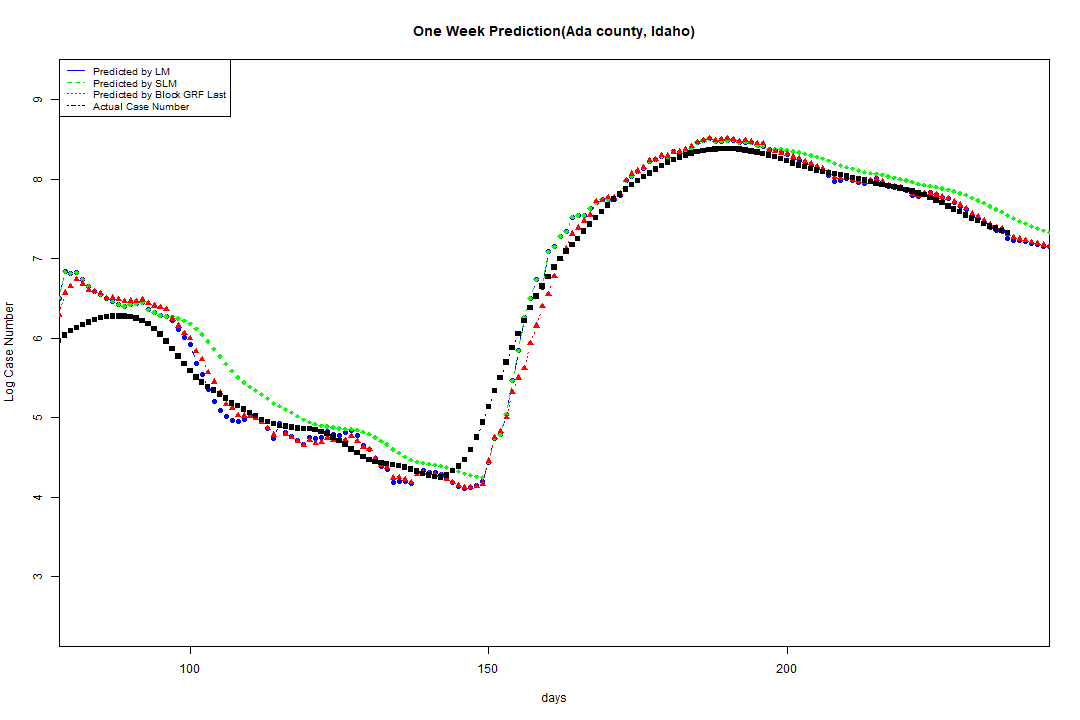 One Week Prediction(Ada county, Idaho)
Predicted by LM
Predicted by SLM
Predicted by Block GRF Last
Actual Case Number
9
8
7
6
5
4
3
Log Case Number
100 150 200
days